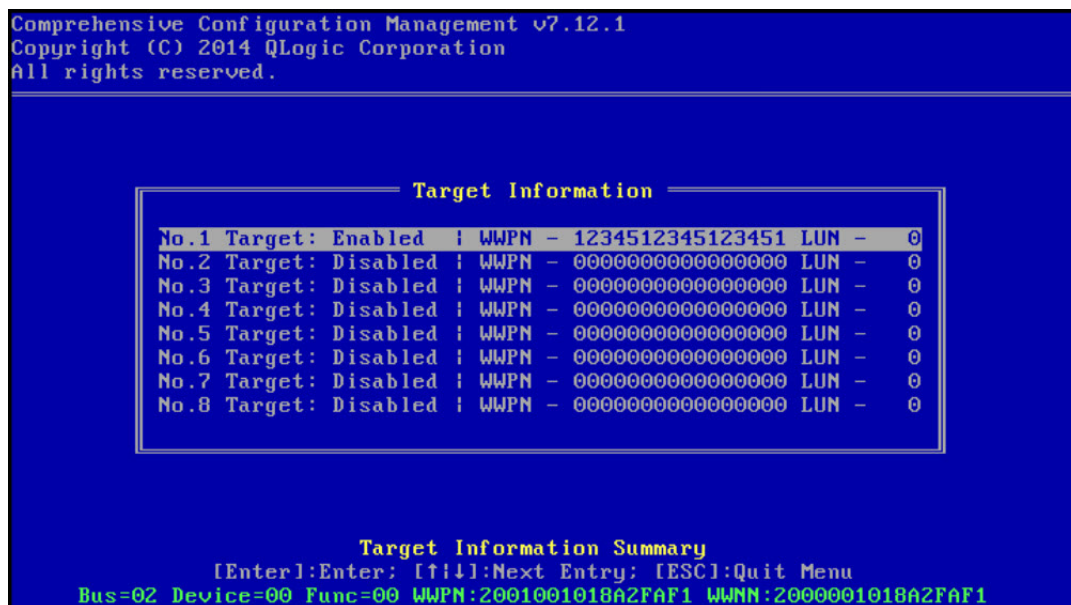 Comprehensive Configuration Management v7.12.1
Copyright (C) 2014 QLogic Corporation
All rights reserved.
Target Information
No.1 Target: Enabled ¦ WWPN - 1234512345123451 LUN - 0
No.2 Target: Disabled ¦ WWPN - 0000000000000000 LUN - 0
No.3 Target: Disabled ¦ WWPN - 0000000000000000 LUN - 0
No.4 Target: Disabled ¦ WWPN - 0000000000000000 LUN - 0
No.5 Target: Disabled ¦ WWPN - 0000000000000000 LUN - 0
No.6 Target: Disabled ¦ WWPN - 0000000000000000 LUN - 0
No.7 Target: Disabled ¦ WWPN - 0000000000000000 LUN - 0
No.8 Target: Disabled ¦ WWPN - 0000000000000000 LUN - 0
Target Information Summary
[Enter]:Enter; [↑¦↓]:Next Entry; [ESC]:Quit Menu
Bus=02 Device=00 Func=00 WWPN:2001001018A2FAF1 WWNN:2000001018A2FAF1